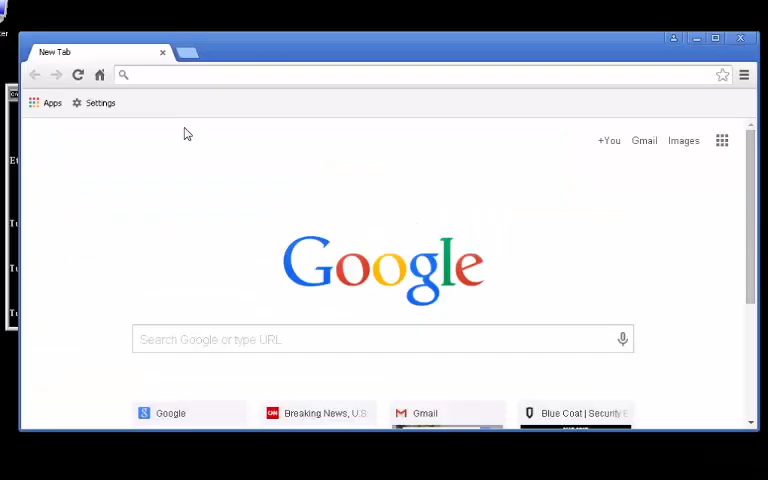 New Tab
Apps Settings
+You Gmail Images
Google
Search Google or type URL
Google Breaking News, U.S Gmail Blue Coat | Security